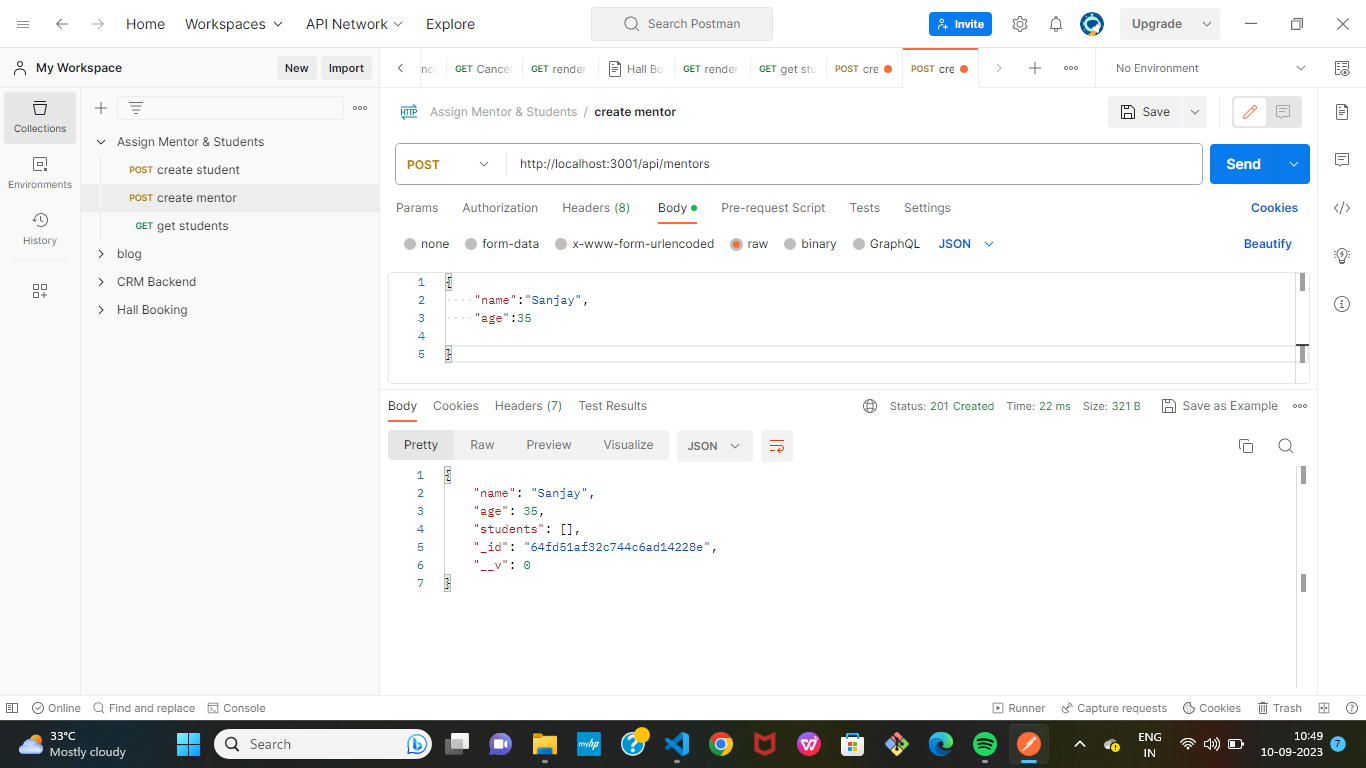 Home Workspaces API Network Explore Search Postman Invite Upgrade
My Workspace New Import GET Cance GET render Hall Bo GET render GET get stu POST cre POST cre No Environment
Collections
Environments
History
Assign Mentor & Students
POST create student
POST create mentor
GET get students
blog
CRM Backend
Hall Booking
HTTP Assign Mentor & Students / create mentor Save
POST http://localhost:3001/api/mentors Send
Params Authorization Headers (8) Body Pre-request Script Tests Settings Cookies
none form-data x-www-form-urlencoded raw binary GraphQL JSON Beautify
1 {
2 "name":"Sanjay",
3 "age":35
4
5 }
Body Cookies Headers (7) Test Results Status: 201 Created Time: 22 ms Size: 321 B Save as Example
Pretty Raw Preview Visualize JSON
1 {
2 "name": "Sanjay",
3 "age": 35,
4 "students": [],
5 "_id": "64fd51af32c744c6ad14228e",
6 "__v": 0
7 }
Online Find and replace Console Runner Capture requests Cookies Trash
33°C
Mostly cloudy
Search
myhp
ENG
IN
10:49
10-09-2023
7